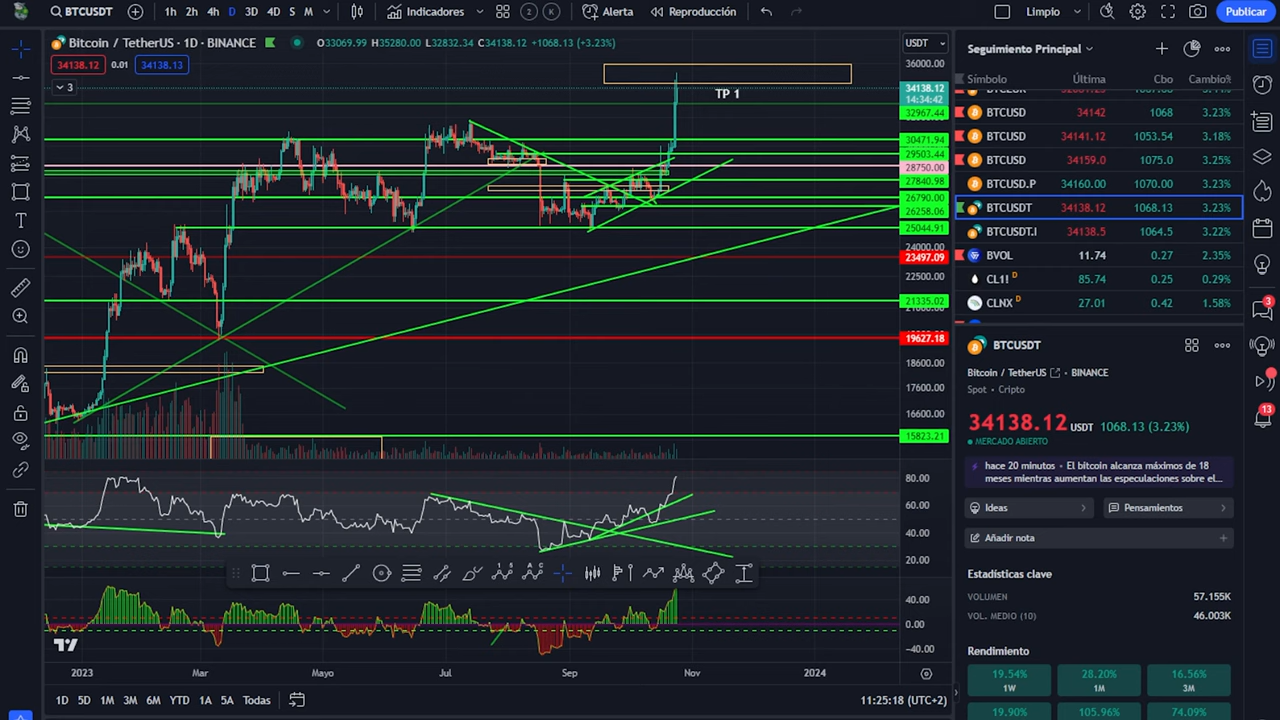 BTCUSDT 1h 2h 4h D 3D 4D S M Indicadores 2 K Alerta Reproducción Limpio Publicar
Bitcoin / TetherUS · 1D · BINANCE O33069.99 H35280.00 L32832.34 C34138.12 +1068.13 (+3.23%)
34138.12 0.01 34138.13
3
USDT
36000.00
34138.12
14:34:42
32967.44
30471.94
29503.44
28750.00
27840.98
26790.00
26258.06
25044.91
24000.00
23497.09
22500.00
21335.02
19627.18
18600.00
17600.00
16600.00
15823.21
TP 1
80.00
60.00
40.00
20.00
40.00
0.00
−40.00
2023 Mar Mayo Jul Sep Nov 2024
1D 5D 1M 3M 6M YTD 1A 5A Todas
11:25:18 (UTC+2)
Seguimiento Principal
Símbolo Última Cbo Cambio%
BTCUSD 34142 1068 3.23%
BTCUSD 34141.12 1053.54 3.18%
BTCUSD 34159.0 1075.0 3.23%
BTCUSD.P 34160.00 1070.00 3.23%
BTCUSDT 34138.12 1068.13 3.23%
BTCUSDT.I 34138.5 1064.5 3.22%
BVOL 11.74 0.27 2.35%
CL1! D 85.74 0.25 0.29%
CLNX D 27.01 0.42 1.58%
BTCUSDT
Bitcoin / TetherUS · BINANCE
Spot · Cripto
34138.12 USDT 1068.13 (3.23%)
MERCADO ABIERTO
hace 20 minutos · El bitcoin alcanza máximos de 18
meses mientras aumentan las especulaciones sobre el...
Ideas Pensamientos
Añadir nota
Estadísticas clave
VOLUMEN 57.155K
VOL. MEDIO (10) 46.003K
Rendimiento
19.54% 28.20% 16.56%
1W 1M 3M
19.90% 105.96% 74.09%
3
13